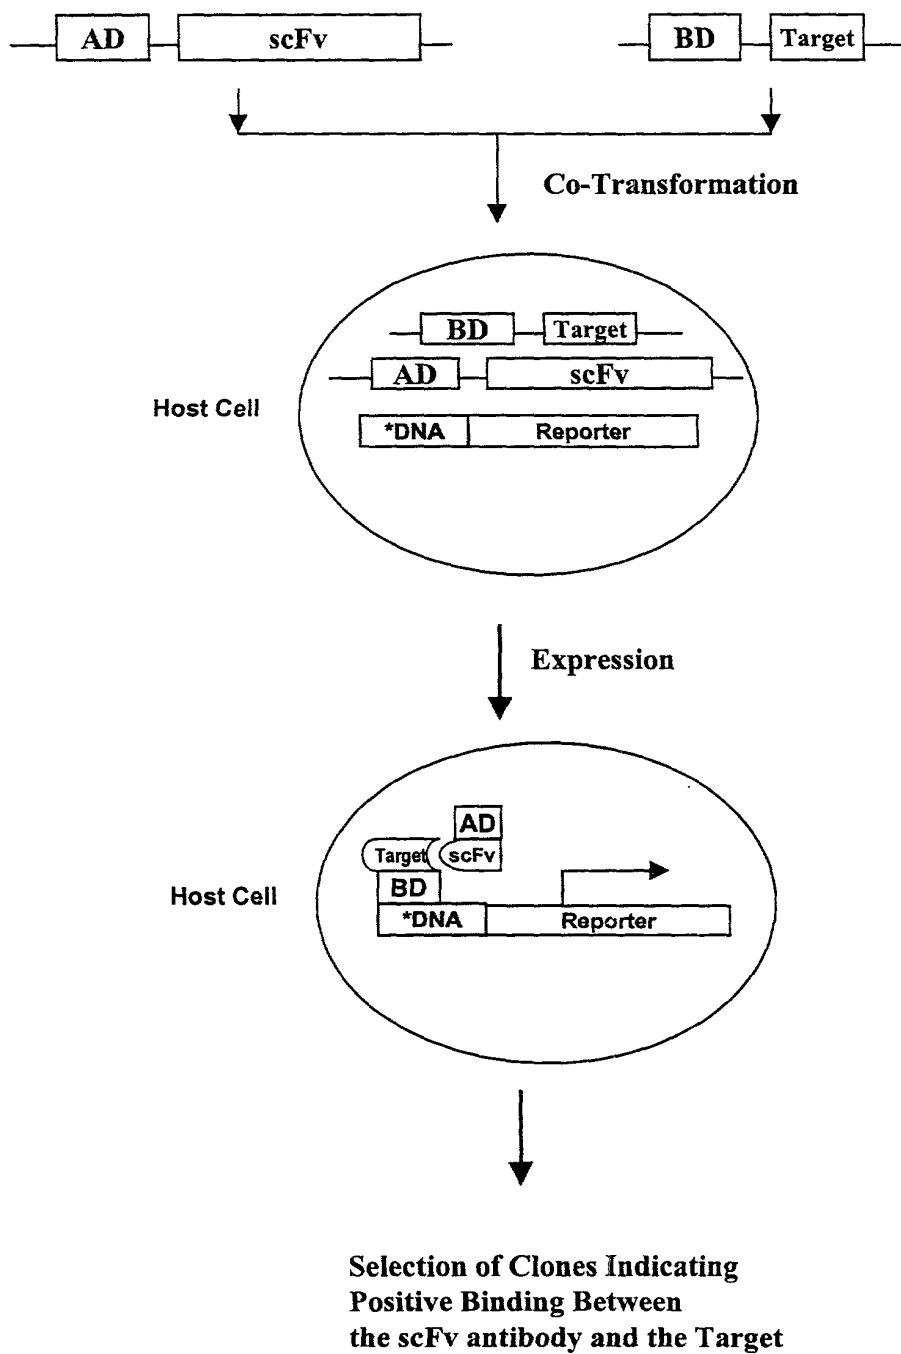 AD scFv BD Target
Co-Transformation
BD Target
AD scFv
Host Cell
*DNA Reporter
Expression
AD
Target scFv
BD
Host Cell
*DNA Reporter
Selection of Clones Indicating
Positive Binding Between
the scFv antibody and the Target